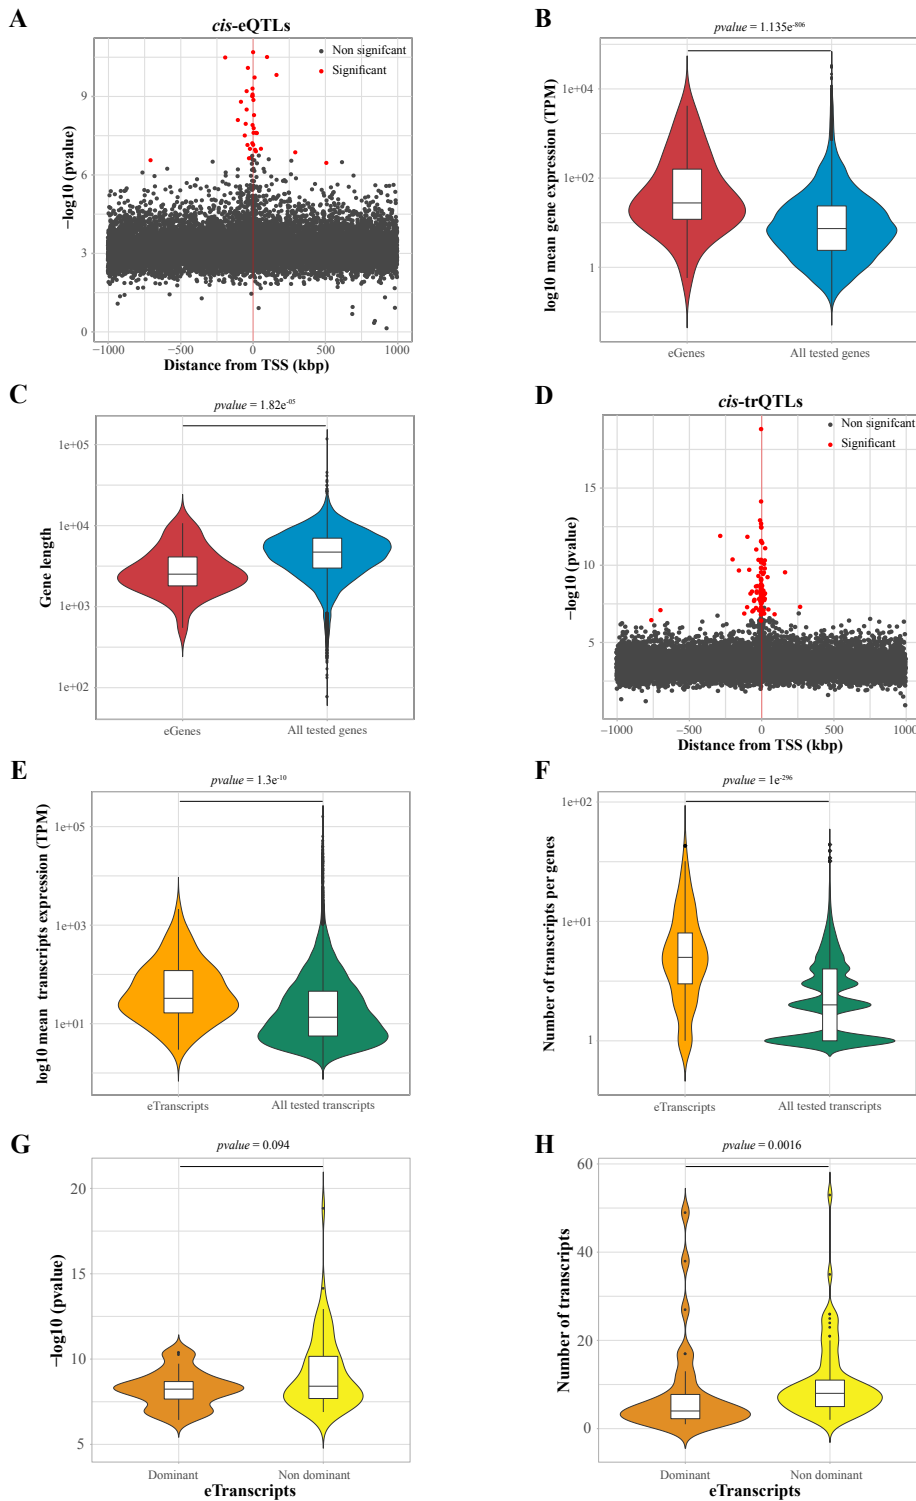 A
cis-eQTLs
Non signifcant
Significant
9
6
3
0
−log10 (pvalue)
−1000
−500
0
500
1000
Distance from TSS (kbp)
B
pvalue = 1.135e-806
1e+04
1e+02
1
log10 mean gene expression (TPM)
eGenes
All tested genes
C
pvalue = 1.82e-05
1e+05
1e+04
1e+03
1e+02
Gene length
eGenes
All tested genes
D
cis-trQTLs
Non signifcant
Significant
15
10
5
−log10 (pvalue)
−1000
−500
0
500
1000
Distance from TSS (kbp)
E
pvalue = 1.3e-10
1e+05
1e+03
1e+01
log10 mean transcripts expression (TPM)
eTranscripts
All tested transcripts
F
pvalue = 1e-296
1e+02
1e+01
1
Number of transcripts per genes
eTranscripts
All tested transcripts
G
pvalue = 0.094
20
15
10
5
−log10 (pvalue)
Dominant
Non dominant
eTranscripts
H
pvalue = 0.0016
60
40
20
0
Number of transcripts
Dominant
Non dominant
eTranscripts